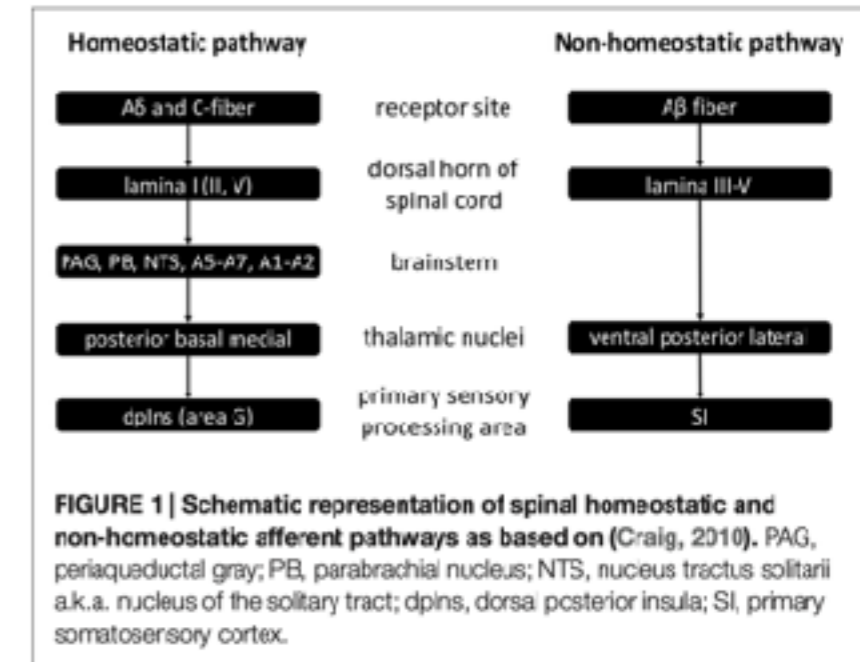 Homeostatic pathway Non-homeostatic pathway
Aδ and C-fiber receptor site Aβ fiber
lamina I (II, V) dorsal horn of spinal cord lamina III-V
PAG, PB, NTS, A5-A7, A1-A2 brainstem
posterior basal medial thalamic nuclei ventral posterior lateral
dpIns (area G) primary sensory processing area SI
FIGURE 1 | Schematic representation of spinal homeostatic and
non-homeostatic afferent pathways as based on (Craig, 2010). PAG,
periaqueductal gray; PB, parabrachial nucleus; NTS, nucleus tractus solitarii
a.k.a. nucleus of the solitary tract; dpIns, dorsal posterior insula; SI, primary
somatosensory cortex.